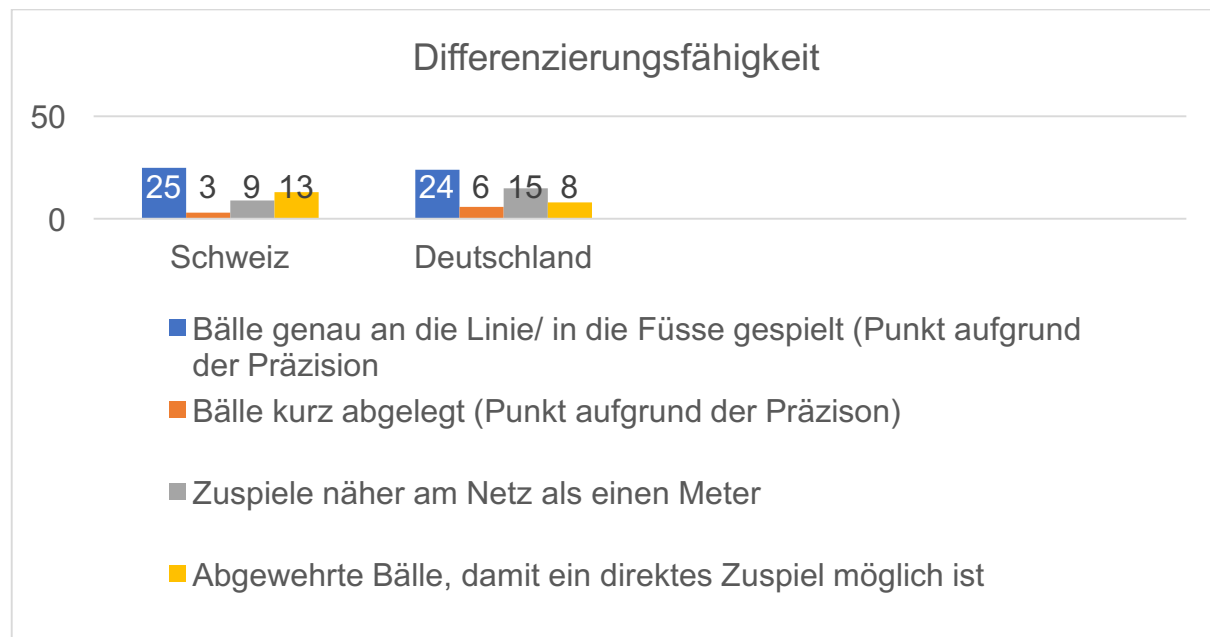 Differenzierungsfähigkeit
50
25 3 9 13 24 6 15 8
0
Schweiz Deutschland
Bälle genau an die Linie/ in die Füsse gespielt (Punkt aufgrund
der Präzision
Bälle kurz abgelegt (Punkt aufgrund der Präzison)
Zuspiele näher am Netz als einen Meter
Abgewehrte Bälle, damit ein direktes Zuspiel möglich ist